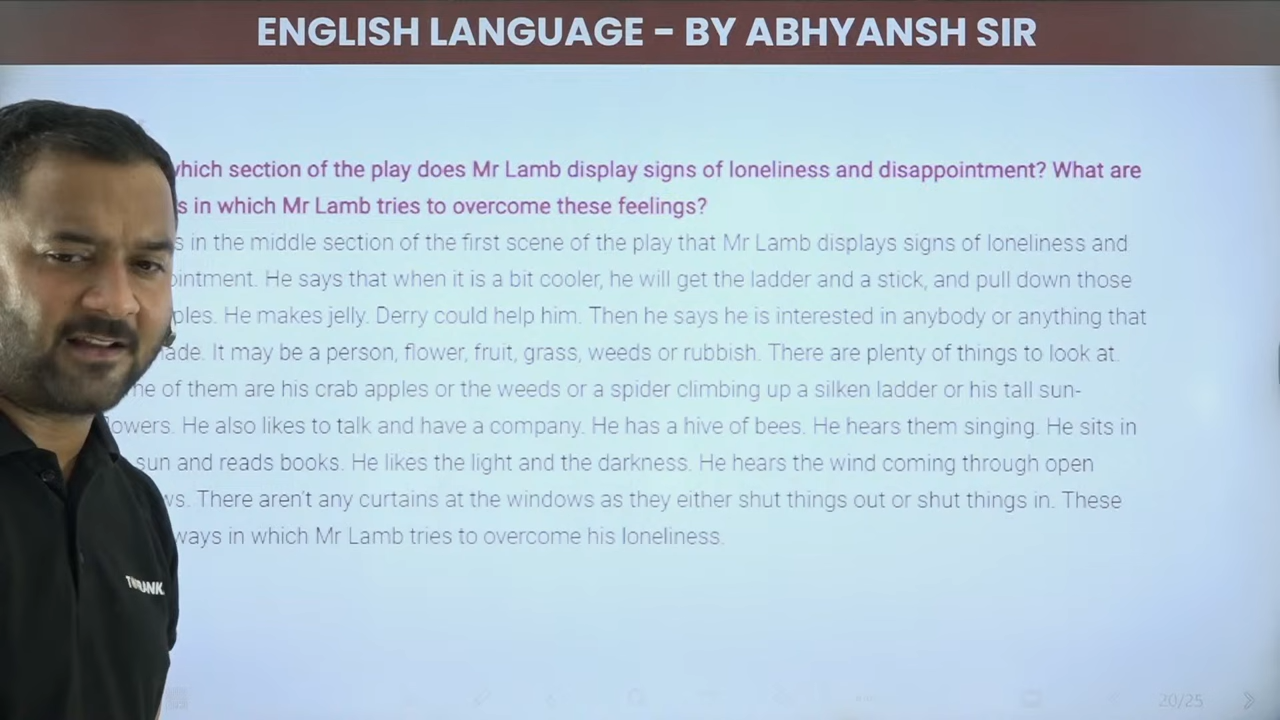 ENGLISH LANGUAGE – BY ABHYANSH SIR
which section of the play does Mr Lamb display signs of loneliness and disappointment? What are
in which Mr Lamb tries to overcome these feelings?
in the middle section of the first scene of the play that Mr Lamb displays signs of loneliness and
He says that when it is a bit cooler, he will get the ladder and a stick, and pull down those
He makes jelly. Derry could help him. Then he says he is interested in anybody or anything that
It may be a person, flower, fruit, grass, weeds or rubbish. There are plenty of things to look at.
of them are his crab apples or the weeds or a spider climbing up a silken ladder or his tall sun-
flowers. He also likes to talk and have a company. He has a hive of bees. He hears them singing. He sits in
sun and reads books. He likes the light and the darkness. He hears the wind coming through open
There aren't any curtains at the windows as they either shut things out or shut things in. These
ways in which Mr Lamb tries to overcome his loneliness.
20/25